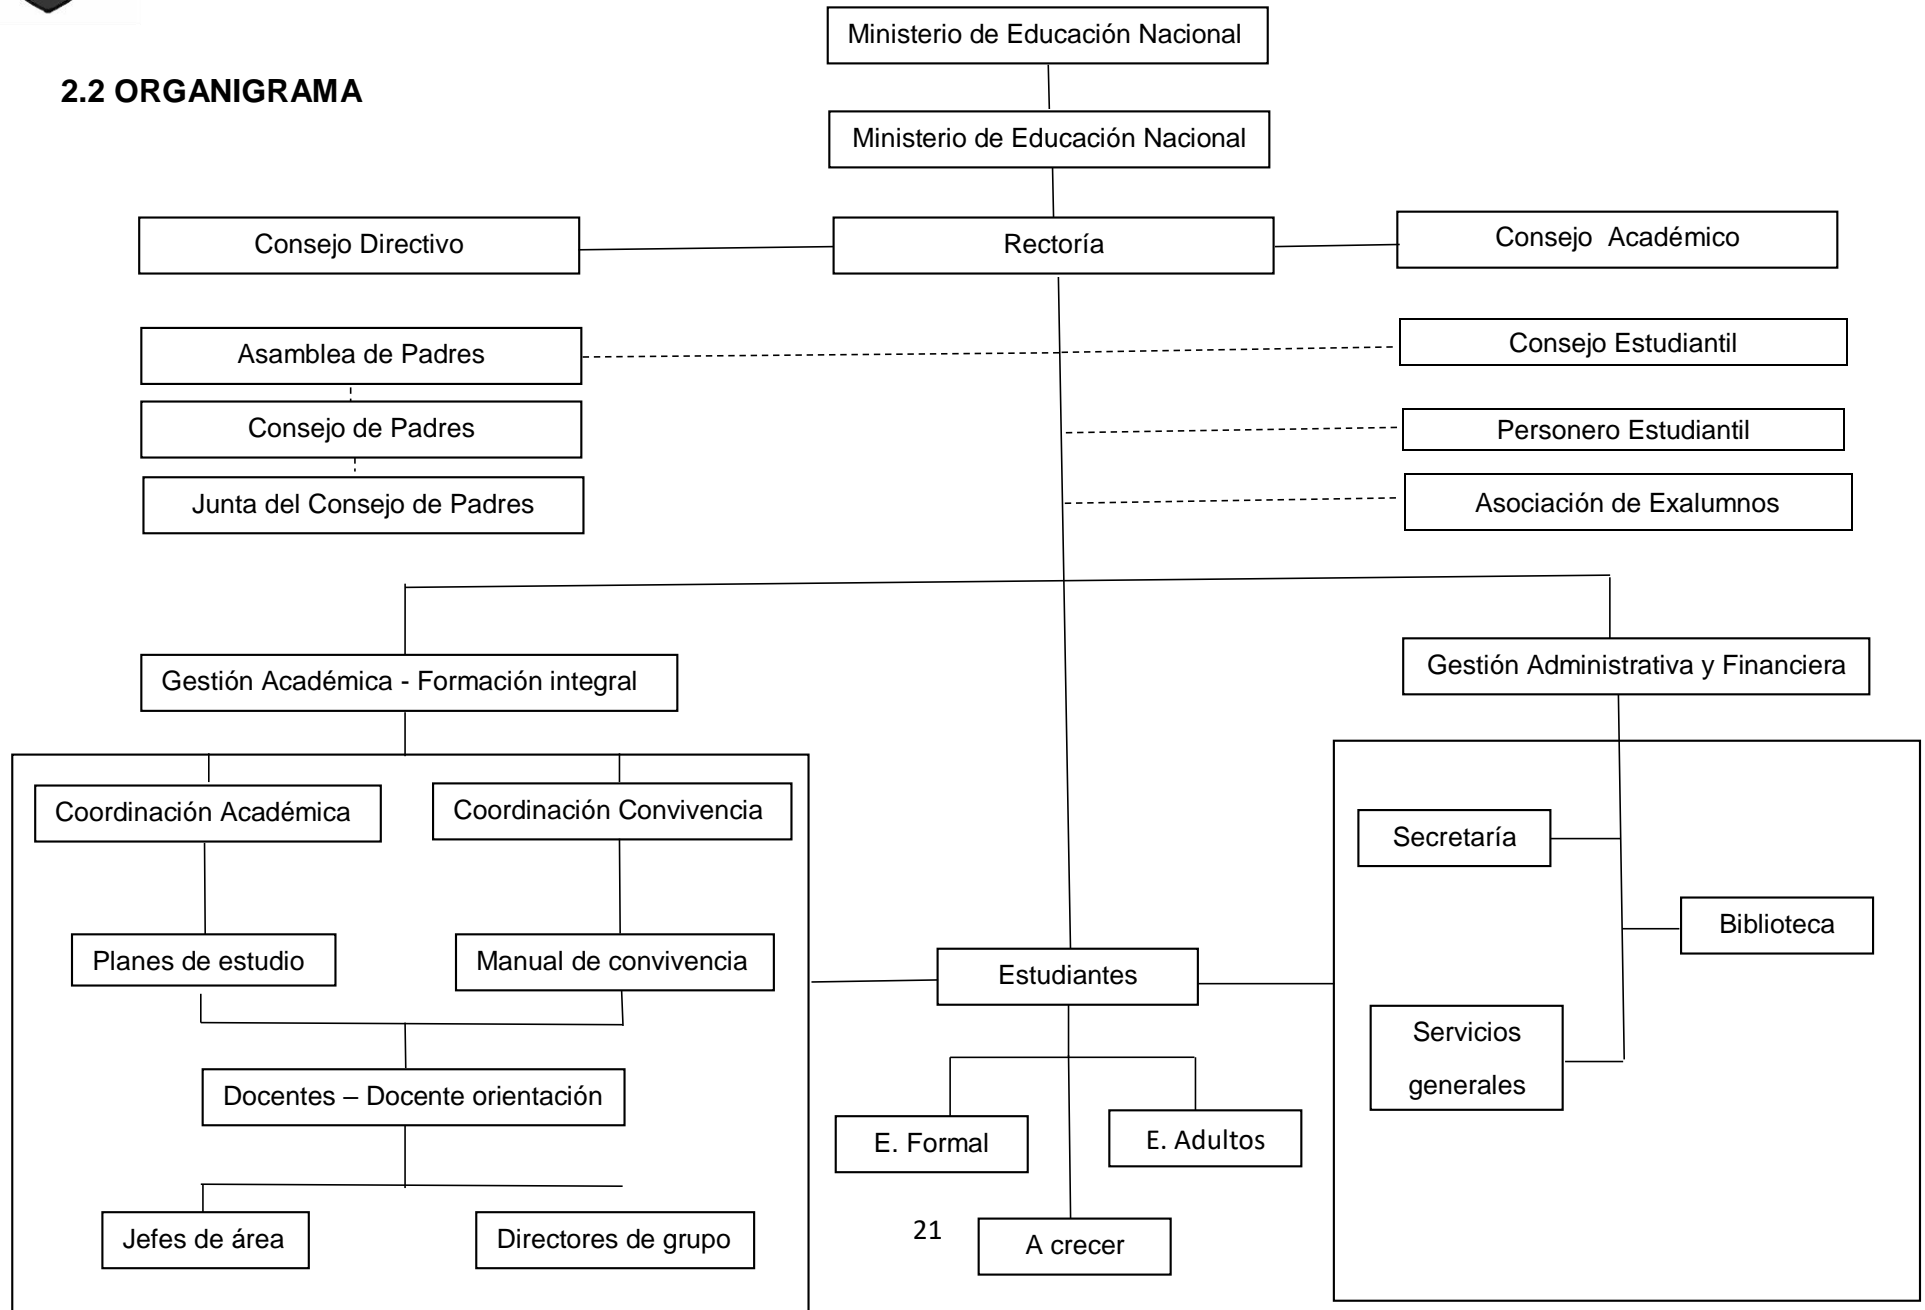 Ministerio de Educación Nacional
2.2 ORGANIGRAMA
Ministerio de Educación Nacional
Consejo Directivo
Rectoría
Consejo  Académico
Asamblea de Padres
Consejo Estudiantil
Consejo de Padres
Personero Estudiantil
Junta del Consejo de Padres
Asociación de Exalumnos
Gestión Académica - Formación integral
Gestión Administrativa y Financiera
Coordinación Académica
Coordinación Convivencia
Secretaría
Biblioteca
Planes de estudio
Manual de convivencia
Estudiantes
Servicios
generales
Docentes – Docente orientación
E. Formal
E. Adultos
Jefes de área
Directores de grupo
21
A crecer